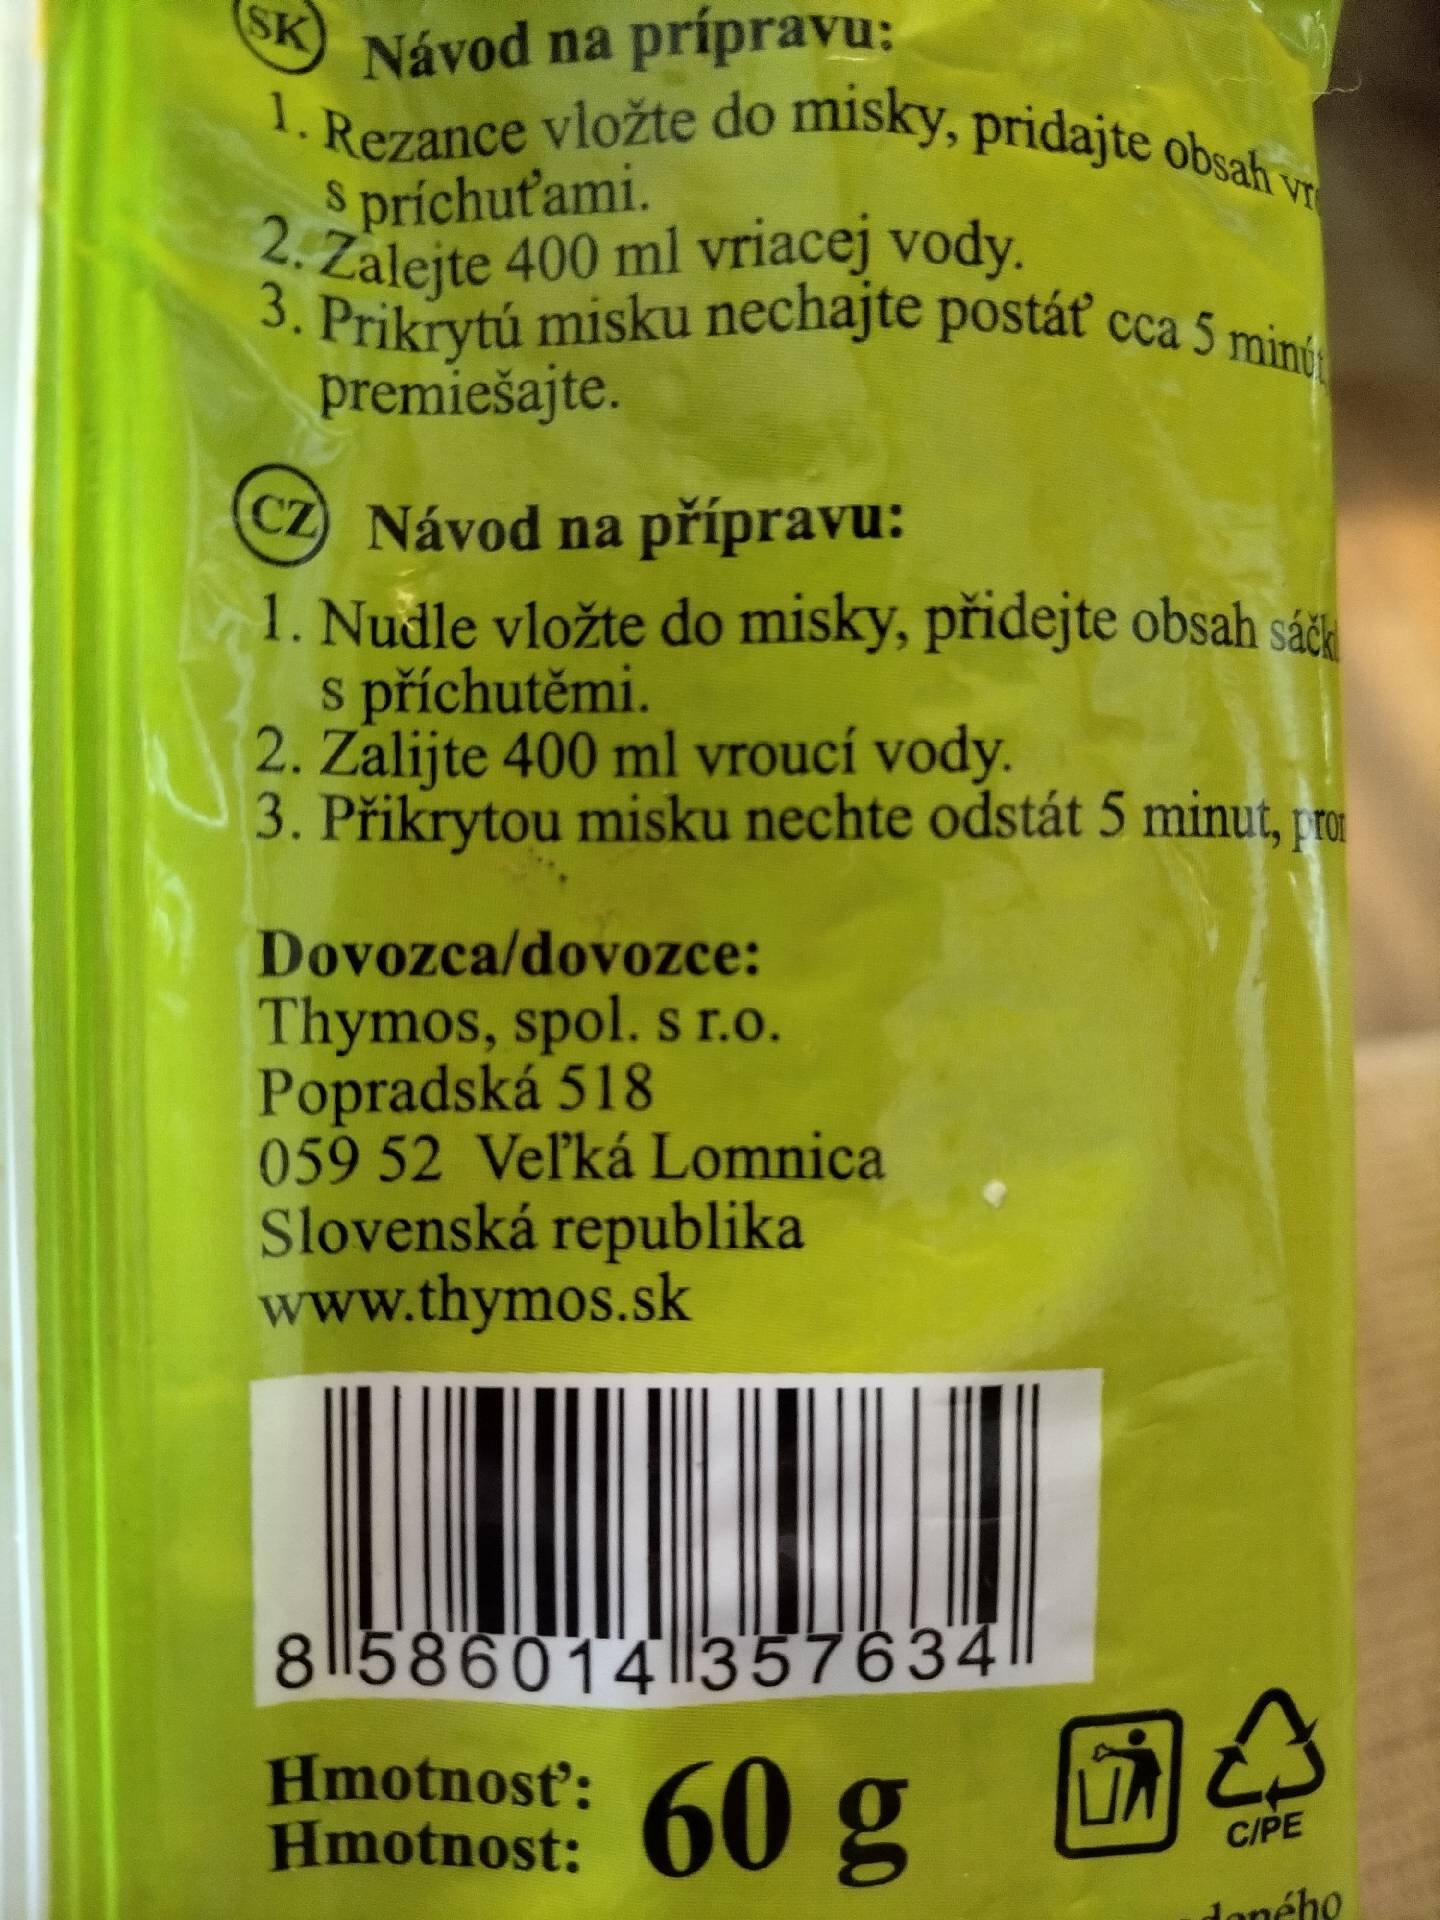 SK Návod na prípravu:
1. Rezance vložte do misky, pridajte obsah
s príchuťami.
2. Zalejte 400 ml vriacej vody.
3. Prikrytú misku nechajte postáť cca 5 minút,
premiešajte.
CZ Návod na přípravu:
1. Nudle vložte do misky, přidejte obsah
s příchutěmi.
2. Zalijte 400 ml vroucí vody.
3. Přikrytou misku nechte odstát 5 minut,
Dovozca/dovozce:
Thymos, spol. s r.o.
Popradská 518
059 52 Veľká Lomnica
Slovenská republika
www.thymos.sk
8 586014 357634
Hmotnosť: 60 g
Hmotnost:
C/PE